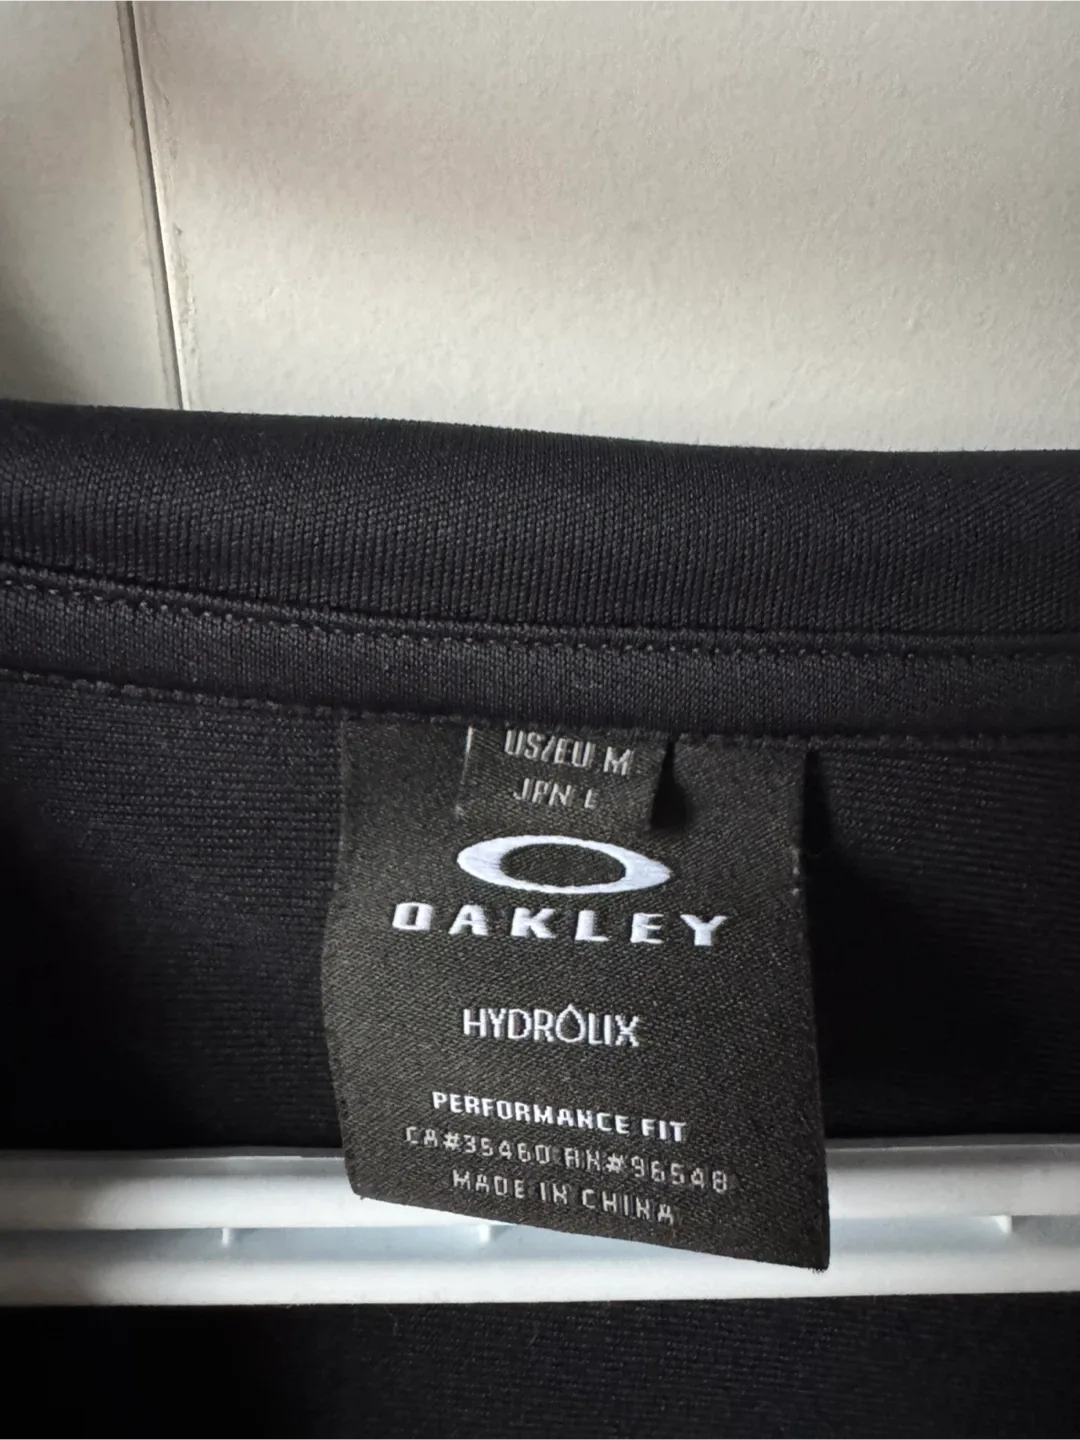 US/EU M
JPN L
OAKLEY
HYDROLIX
PERFORMANCE FIT
CA#35460 RN#96548
MADE IN CHINA